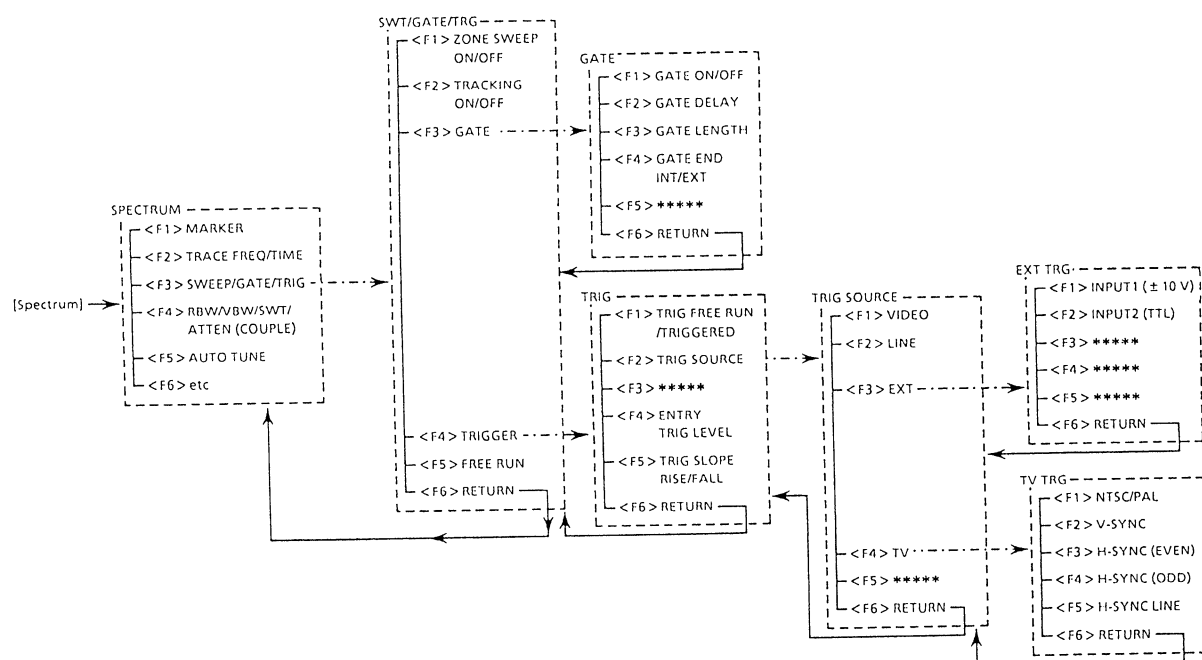 [Spectrum]
SPECTRUM
<F1> MARKER
<F2> TRACE FREQ/TIME
<F3> SWEEP/GATE/TRIG
<F4> RBW/VBW/SWT/
ATTEN (COUPLE)
<F5> AUTO TUNE
<F6> etc
SWT/GATE/TRG
<F1> ZONE SWEEP
ON/OFF
<F2> TRACKING
ON/OFF
<F3> GATE
<F4> TRIGGER
<F5> FREE RUN
<F6> RETURN
GATE
<F1> GATE ON/OFF
<F2> GATE DELAY
<F3> GATE LENGTH
<F4> GATE END
INT/EXT
<F5> *****
<F6> RETURN
TRIG
<F1> TRIG FREE RUN
/TRIGGERED
<F2> TRIG SOURCE
<F3> *****
<F4> ENTRY
TRIG LEVEL
<F5> TRIG SLOPE
RISE/FALL
<F6> RETURN
TRIG SOURCE
<F1> VIDEO
<F2> LINE
<F3> EXT
<F4> TV
<F5> *****
<F6> RETURN
EXT TRG
<F1> INPUT1 (± 10 V)
<F2> INPUT2 (TTL)
<F3> *****
<F4> *****
<F5> *****
<F6> RETURN
TV TRG
<F1> NTSC/PAL
<F2> V-SYNC
<F3> H-SYNC (EVEN)
<F4> H-SYNC (ODD)
<F5> H-SYNC LINE
<F6> RETURN